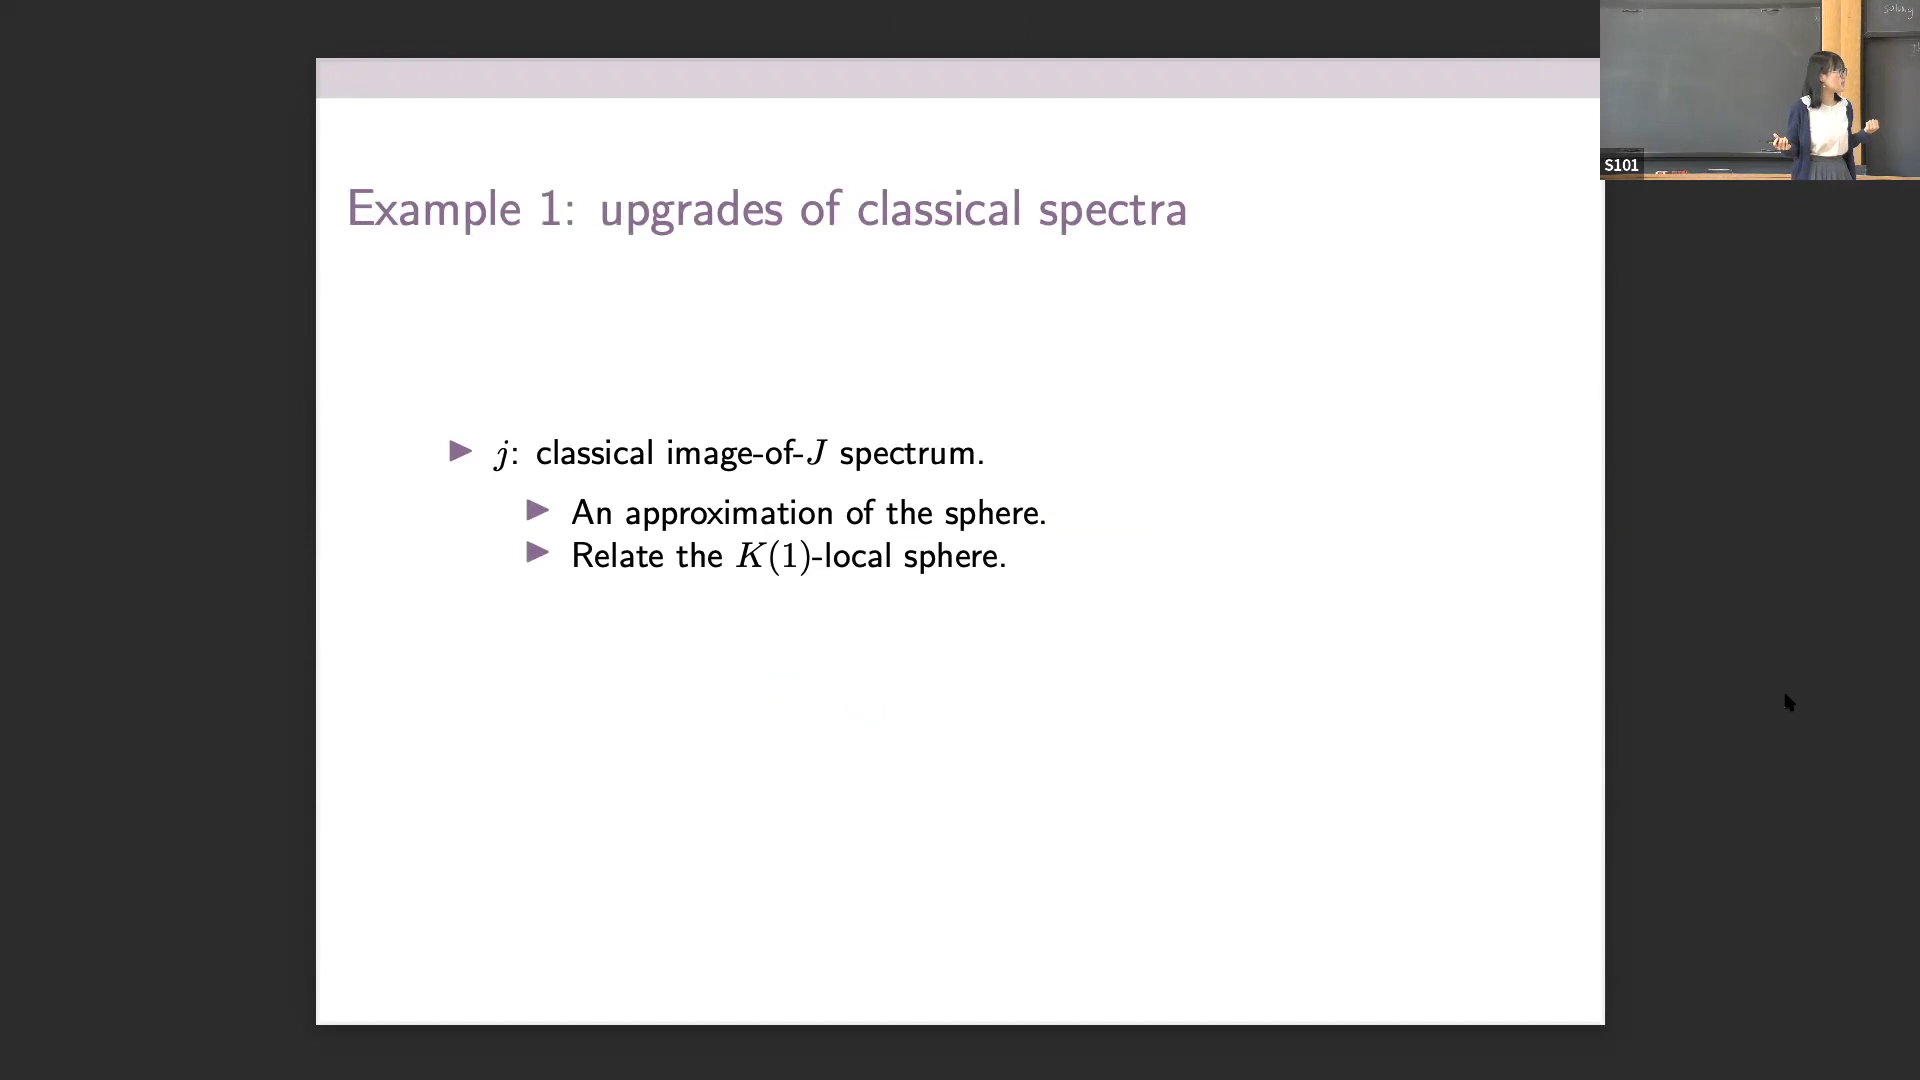 Example 1: upgrades of classical spectra
▶ j: classical image-of-J spectrum.
▶ An approximation of the sphere.
▶ Relate the K(1)-local sphere.
S101